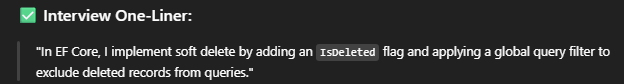 ✅ Interview One-Liner:
"In EF Core, I implement soft delete by adding an IsDeleted flag and applying a global query filter to
exclude deleted records from queries."